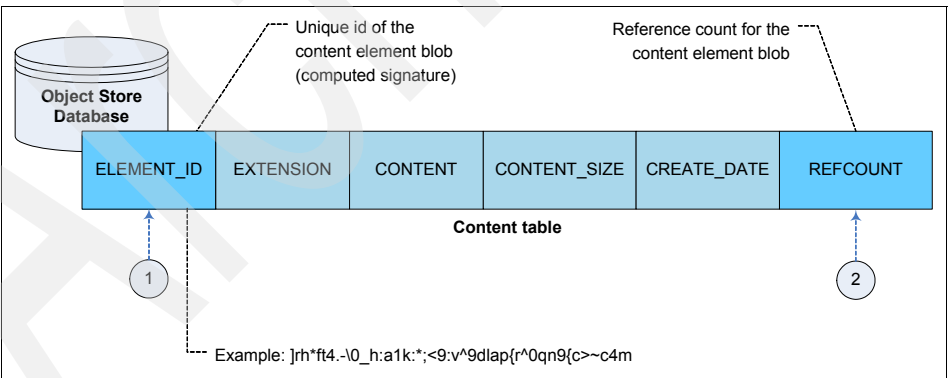 Unique id of the
content element blob
(computed signature)
Reference count for the
content element blob
Object Store
Database
ELEMENT_ID
EXTENSION
CONTENT
CONTENT_SIZE
CREATE_DATE
REFCOUNT
Content table
1
2
Example: ]rh*ft4.-\0_h:a1k:*;<9:v^9dlap{r^0qn9{c>~c4m